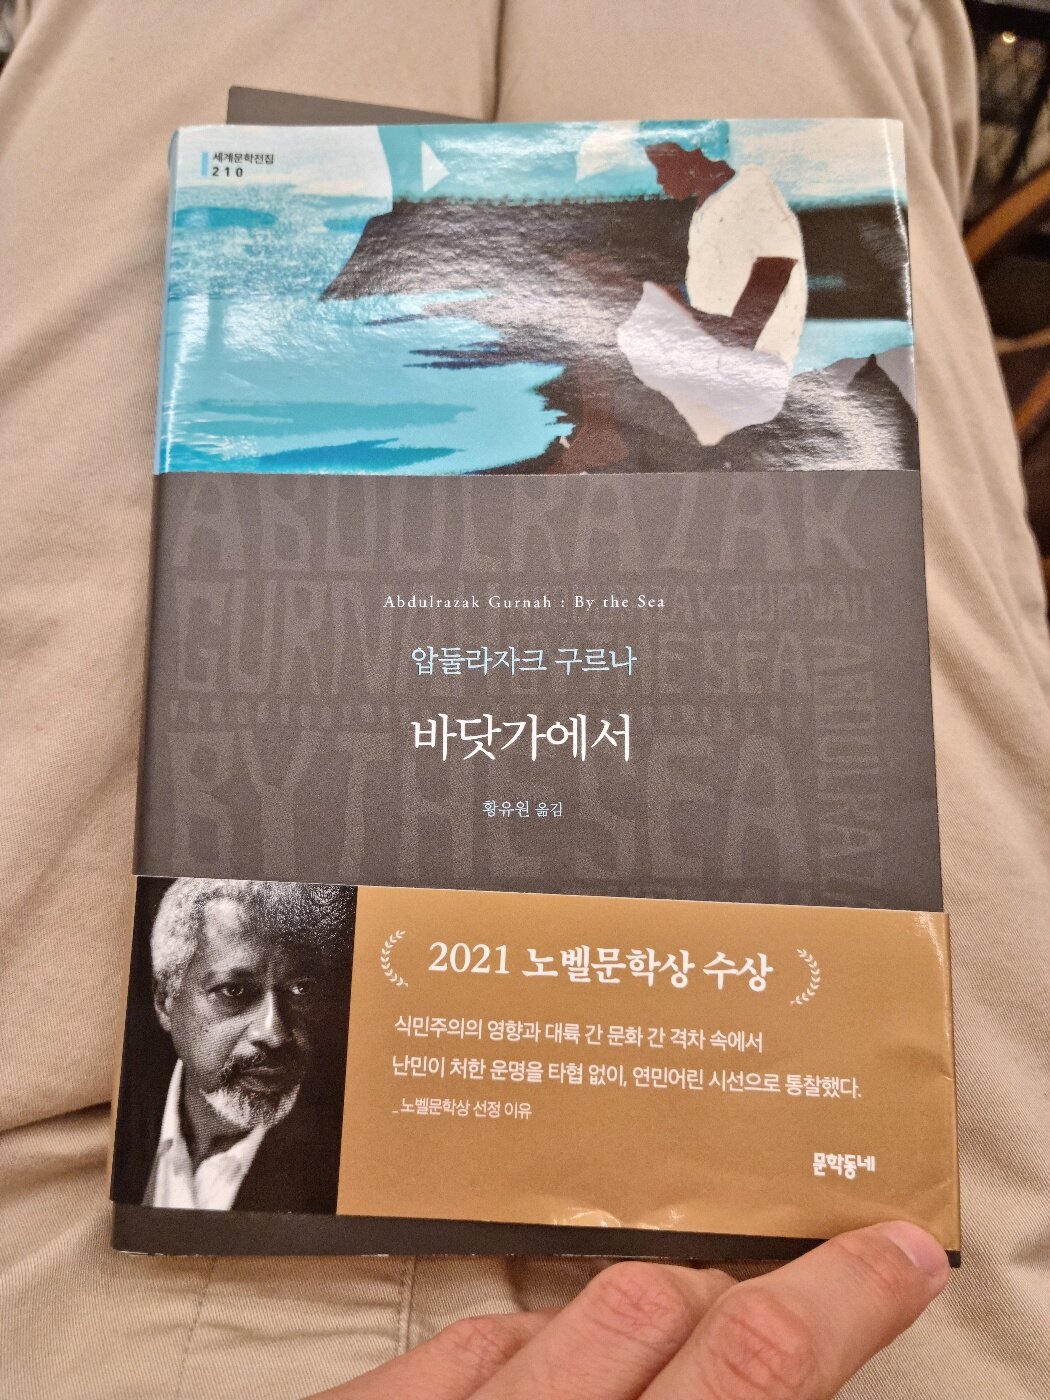 세계문학전집
210
ABDULRAZAK
GURNAH
BY THE SEA
Abdulrazak Gurnah : By the Sea
압둘라자크 구르나
바닷가에서
황유원 옮김
2021 노벨문학상 수상
식민주의의 영향과 대륙 간 문화 간 격차 속에서
난민이 처한 운명을 타협 없이, 연민어린 시선으로 통찰했다.
_노벨문학상 선정 이유
문학동네